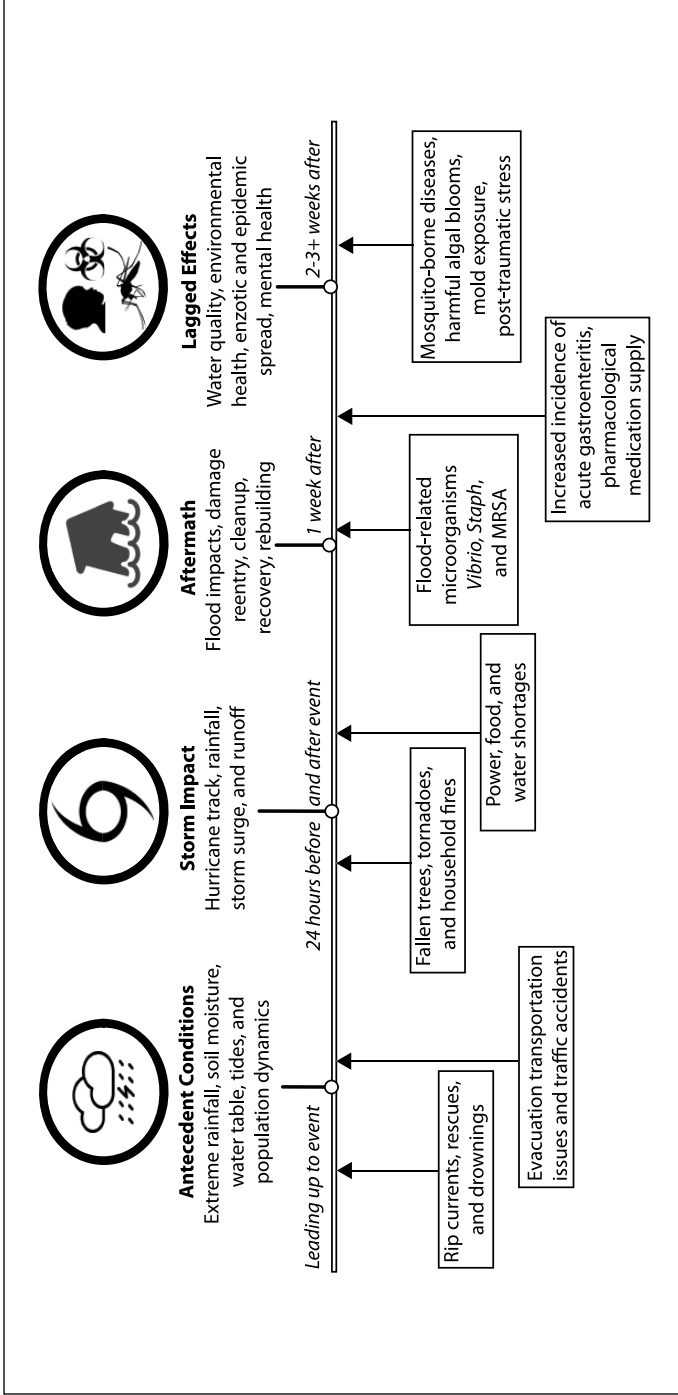 Antecedent Conditions
Extreme rainfall, soil moisture,
water table, tides, and
population dynamics
Storm Impact
Hurricane track, rainfall,
storm surge, and runoff
Aftermath
Flood impacts, damage
reentry, cleanup,
recovery, rebuilding
Lagged Effects
Water quality, environmental
health, enzotic and epidemic
spread, mental health
Leading up to event
24 hours before and after event
1 week after
2-3+ weeks after
Rip currents, rescues,
and drownings
Evacuation transportation
issues and traffic accidents
Fallen trees, tornadoes,
and household fires
Power, food, and
water shortages
Flood-related
microorganisms
Vibrio, Staph,
and MRSA
Increased incidence of
acute gastroenteritis,
pharmacological
medication supply
Mosquito-borne diseases,
harmful algal blooms,
mold exposure,
post-traumatic stress